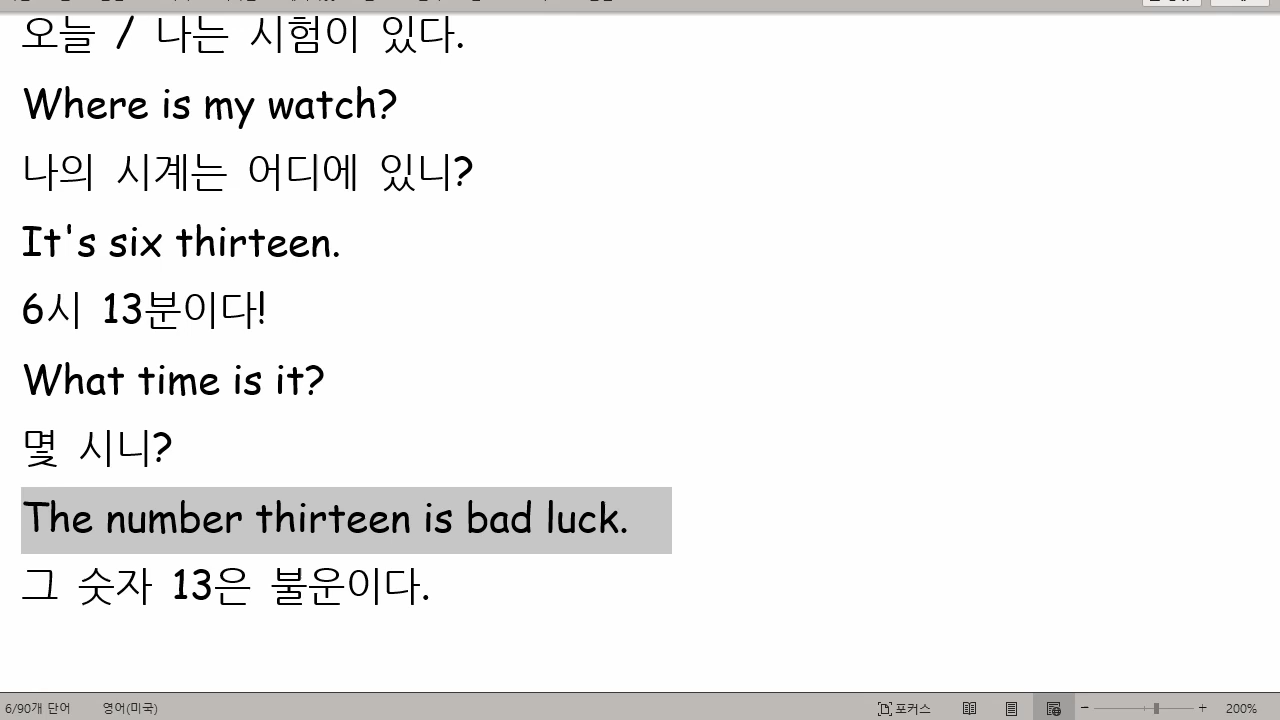 오늘 / 나는 시험이 있다.
Where is my watch?
나의 시계는 어디에 있니?
It's six thirteen.
6시 13분이다!
What time is it?
몇 시니?
The number thirteen is bad luck.
그 숫자 13은 불운이다.
6/90개 단어 영어(미국) 포커스 200%